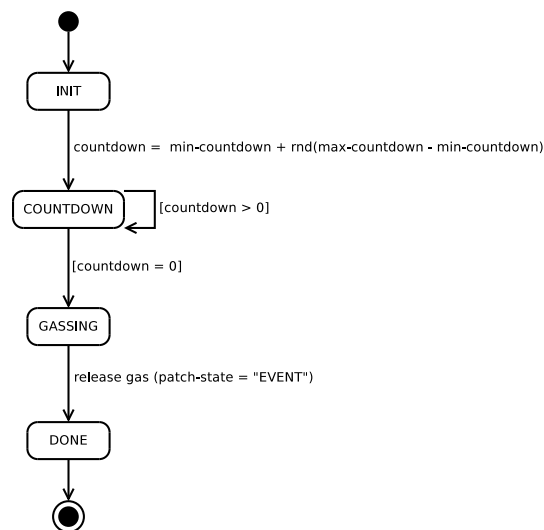 INIT
countdown = min-countdown + rnd(max-countdown - min-countdown)
COUNTDOWN
[countdown > 0]
[countdown = 0]
GASSING
release gas (patch-state = "EVENT")
DONE